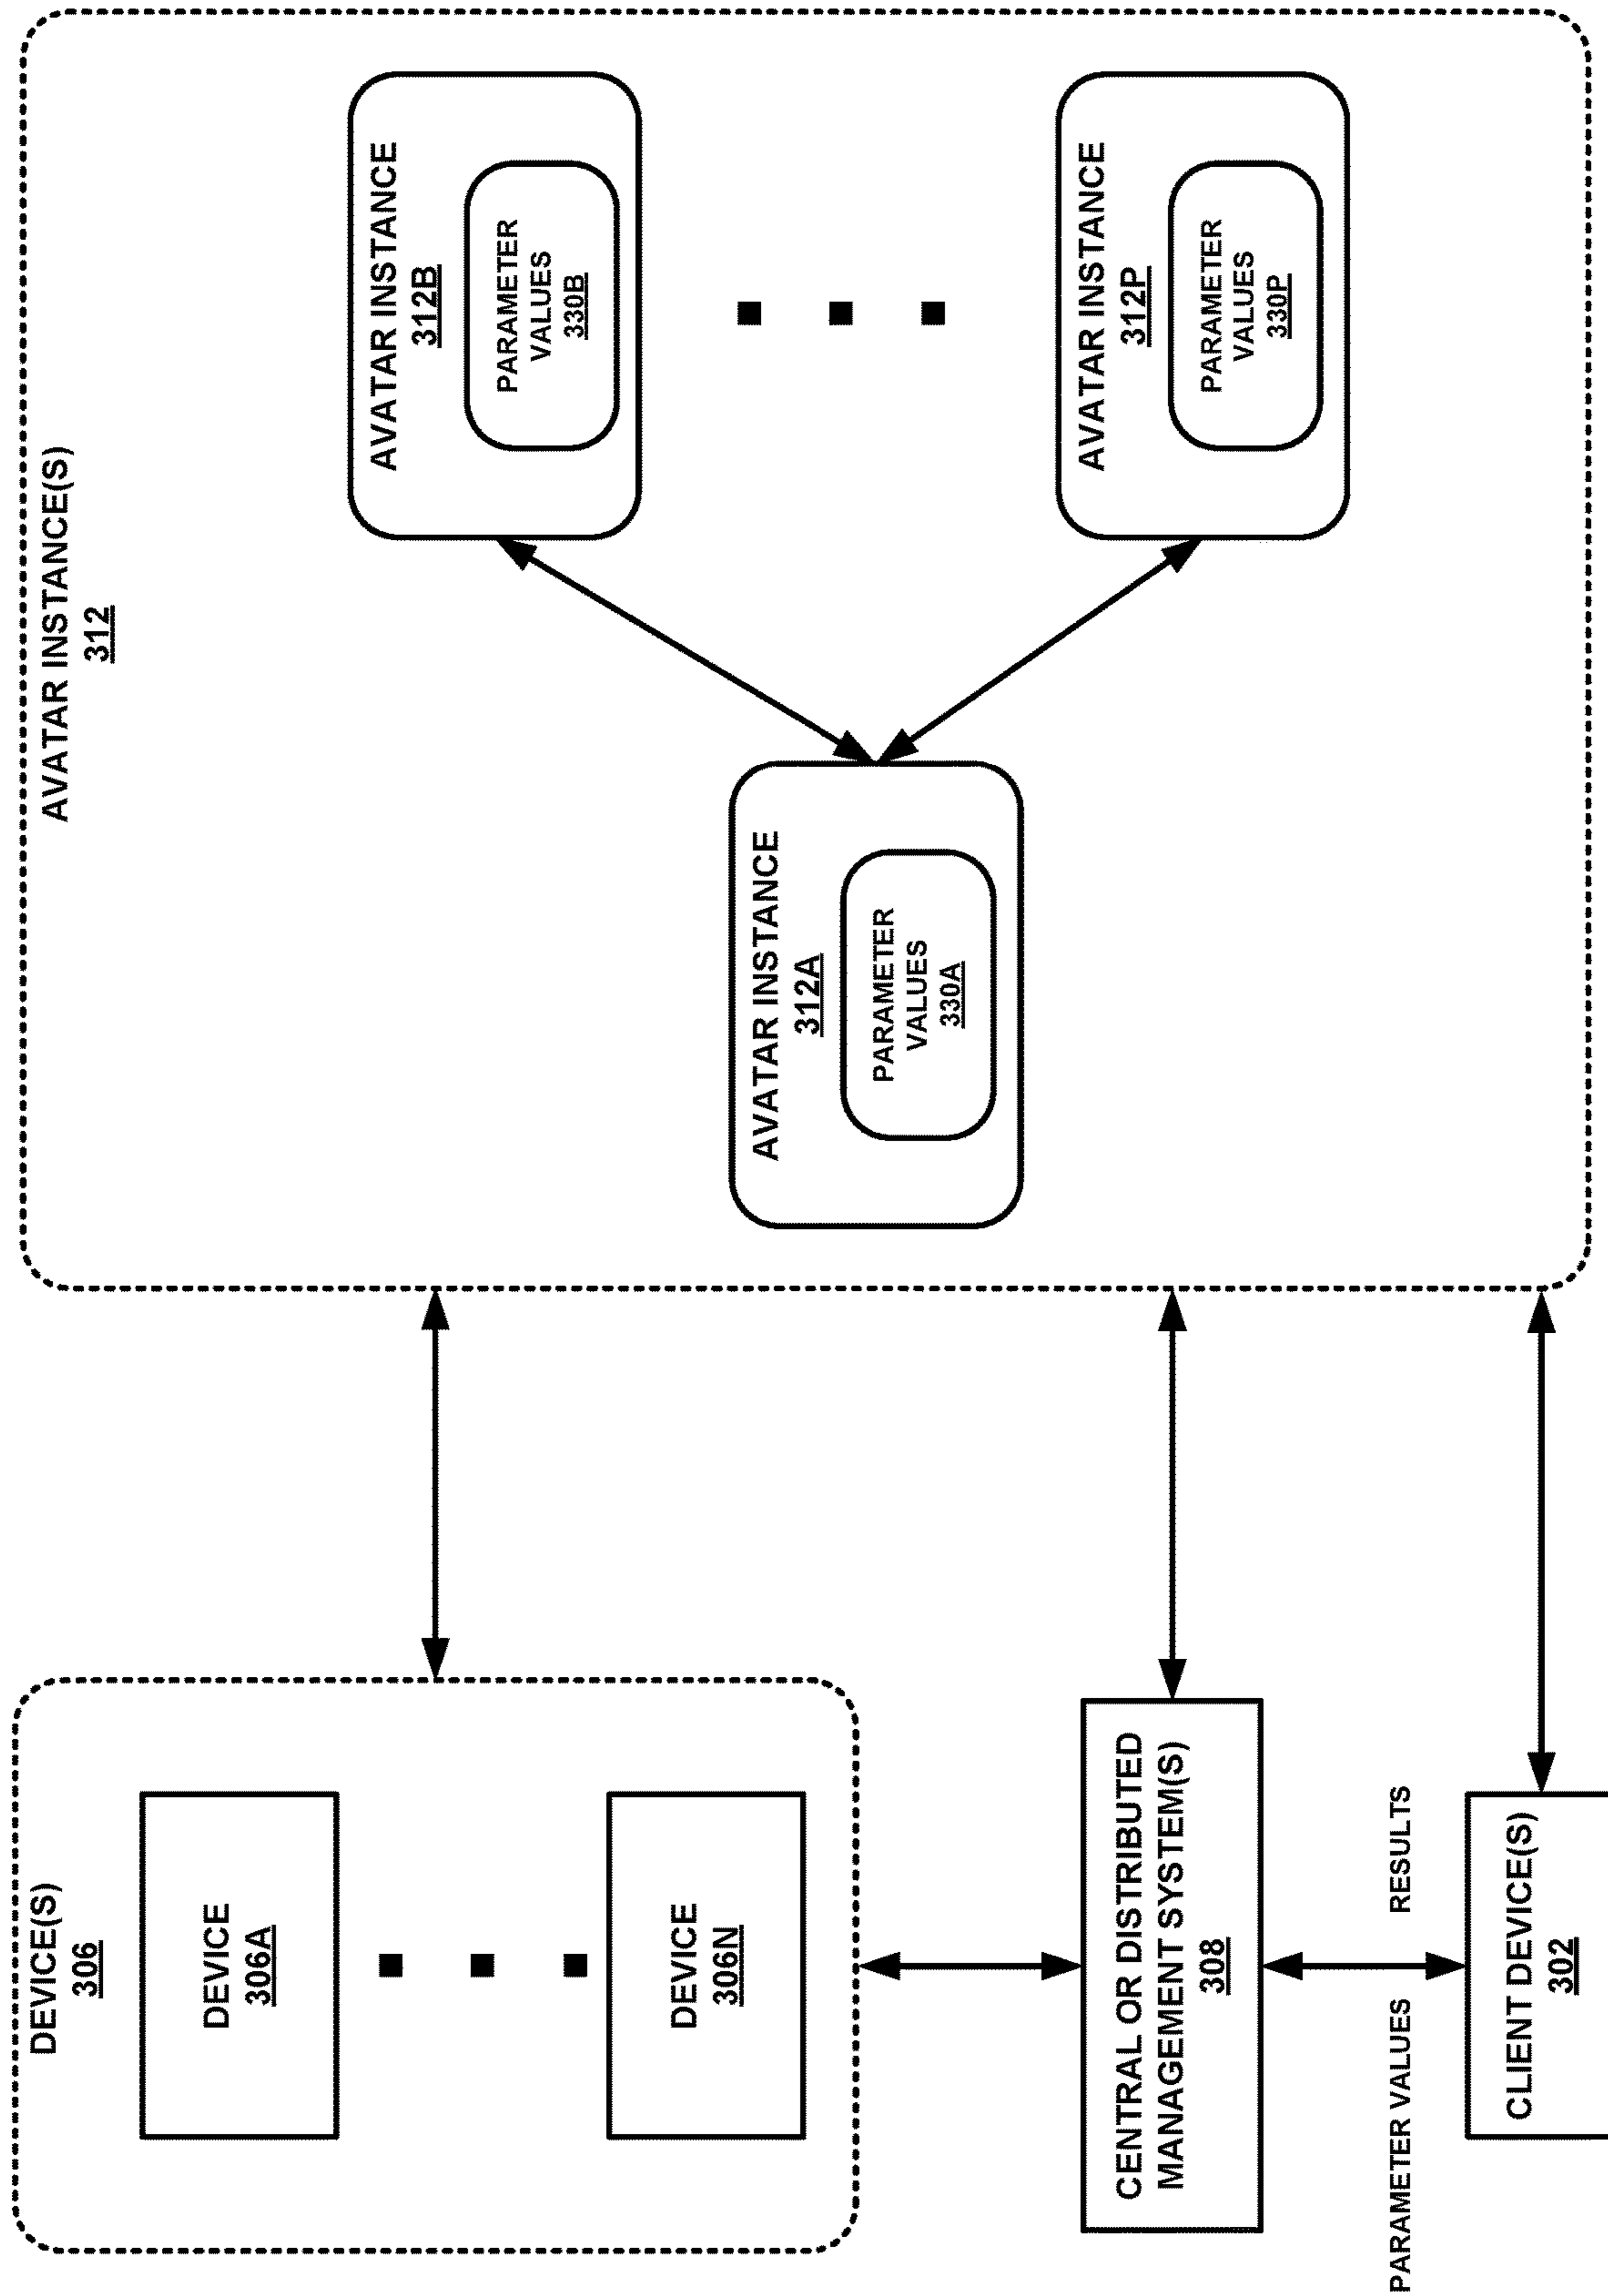 DEVICE(S)
306
DEVICE
306A
DEVICE
306N
CENTRAL OR DISTRIBUTED
MANAGEMENT SYSTEM(S)
308
PARAMETER VALUES
RESULTS
CLIENT DEVICE(S)
302
AVATAR INSTANCE(S)
312
AVATAR INSTANCE
312A
PARAMETER
VALUES
330A
AVATAR INSTANCE
312B
PARAMETER
VALUES
330B
AVATAR INSTANCE
312P
PARAMETER
VALUES
330P